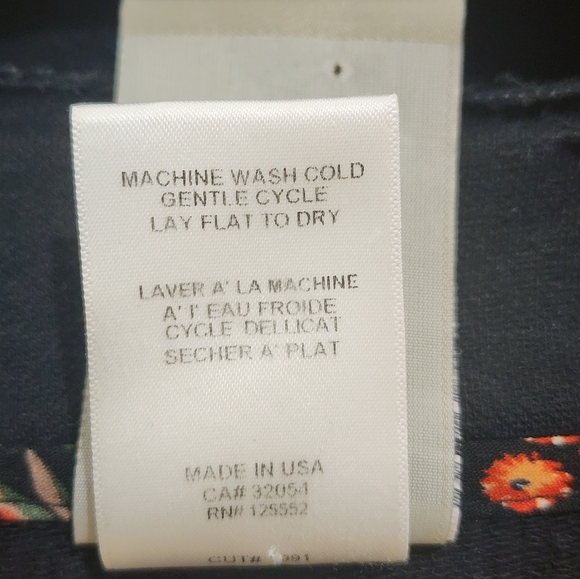 MACHINE WASH COLD
GENTLE CYCLE
LAY FLAT TO DRY
LAVER A' LA MACHINE
A' l' EAU FROIDE
CYCLE DELLICAT
SECHER A' PLAT
MADE IN USA
CA# 32054
RN# 125552
CUT#